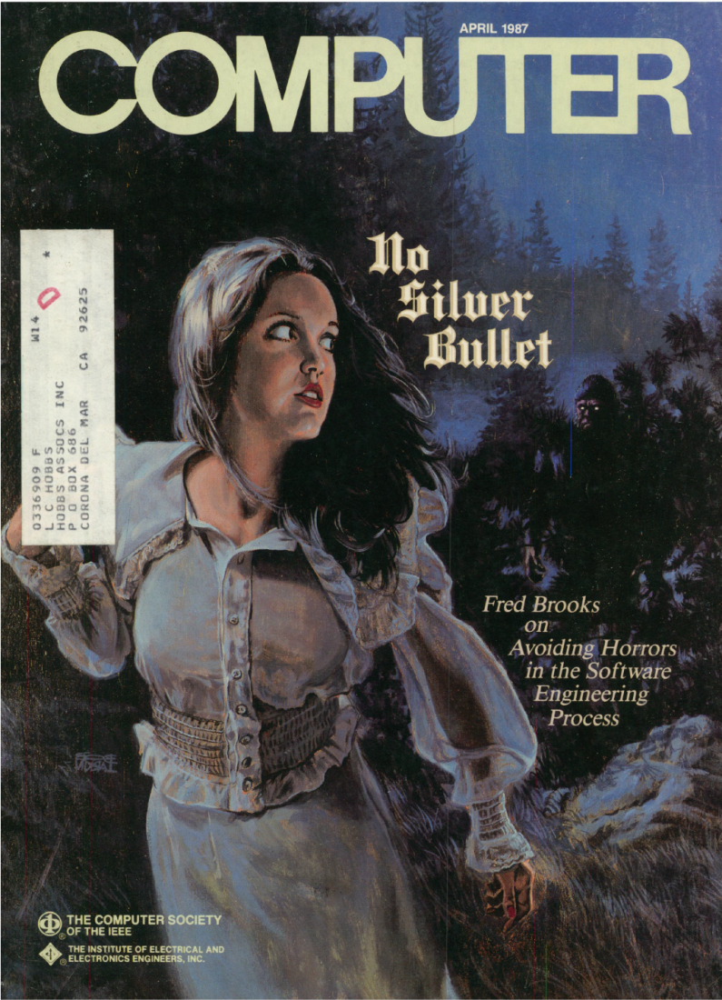 APRIL 1987
COMPUTER
No
Silver
Bullet
0336909 F W14 *
D
L C HOBBS
HOBBS ASSOCS INC
P O BOX 686
CORONA DEL MAR CA 92625
Fred Brooks
on
Avoiding Horrors
in the Software
Engineering
Process
THE COMPUTER SOCIETY
OF THE IEEE
®
THE INSTITUTE OF ELECTRICAL AND
ELECTRONICS ENGINEERS, INC.
®